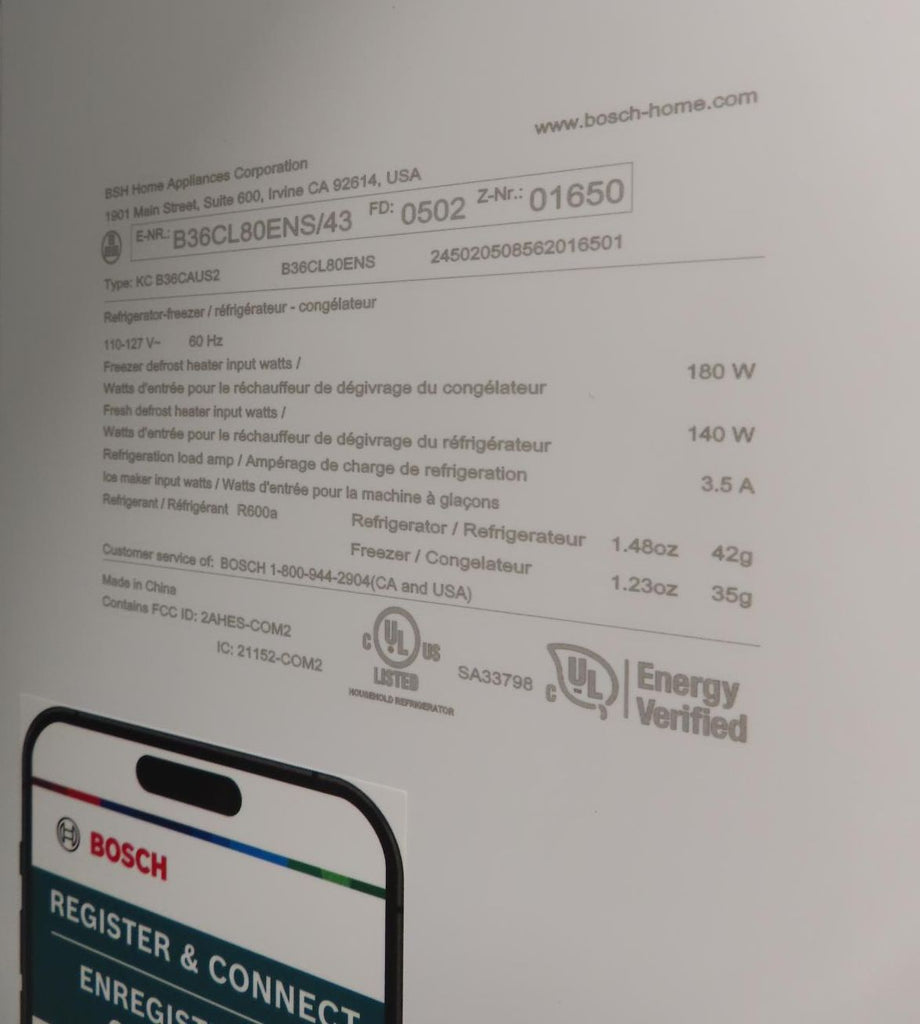 www.bosch-home.com
BSH Home Appliances Corporation
1901 Main Street, Suite 600, Irvine CA 92614, USA
E-NR.: B36CL80ENS/43 FD: 0502 Z-Nr.: 01650
Type: KC B36CAUS2 B36CL80ENS 245020508562016501
Refrigerator-freezer / réfrigérateur - congélateur
110-127 V~ 60 Hz
Freezer defrost heater input watts /
Watts d'entrée pour le réchauffeur de dégivrage du congélateur 180 W
Fresh defrost heater input watts /
Watts d'entrée pour le réchauffeur de dégivrage du réfrigérateur 140 W
Refrigeration load amp / Ampérage de charge de refrigeration 3.5 A
Ice maker input watts / Watts d'entrée pour la machine à glaçons
Refrigerant / Réfrigérant R600a Refrigerator / Refrigerateur 1.48oz 42g
Freezer / Congelateur 1.23oz 35g
Customer service of: BOSCH 1-800-944-2904(CA and USA)
Made in China
Contains FCC ID: 2AHES-COM2
IC: 21152-COM2
C UL US
LISTED
HOUSEHOLD REFRIGERATOR
SA33798
C UL
Energy
Verified
BOSCH
REGISTER & CONNECT